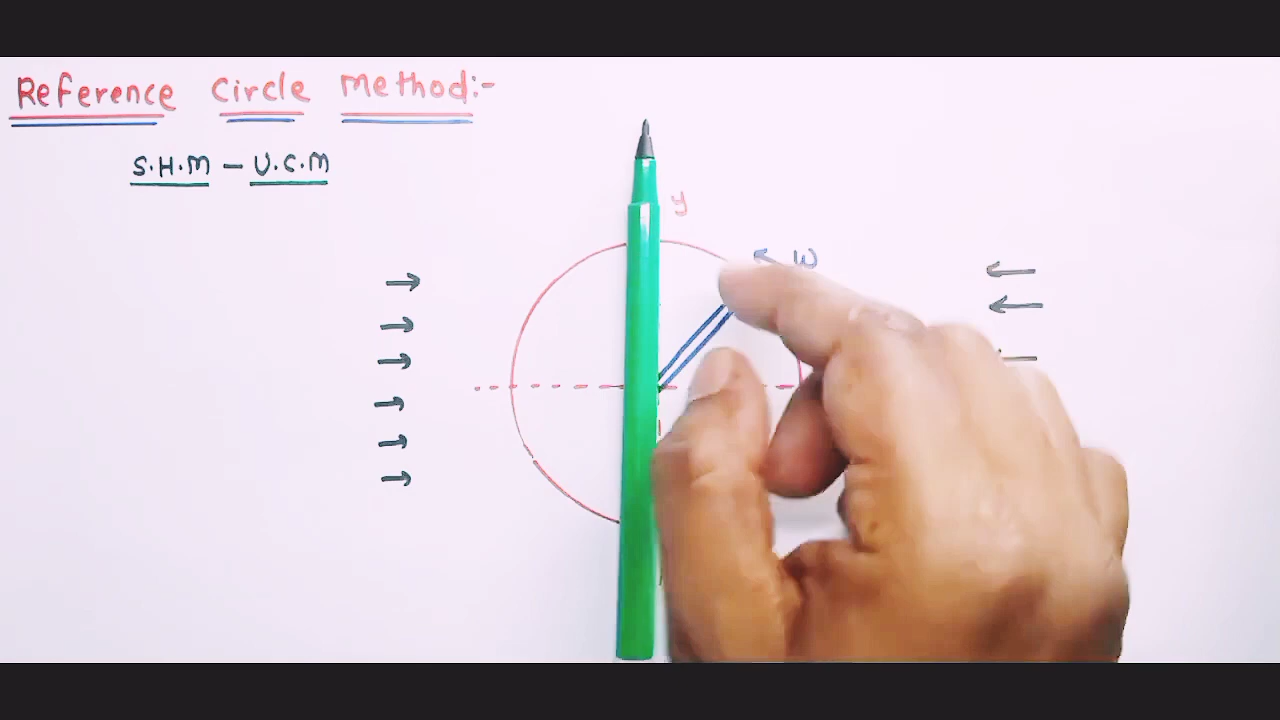 Reference Circle Method:-
S.H.M - U.C.M
y
ω